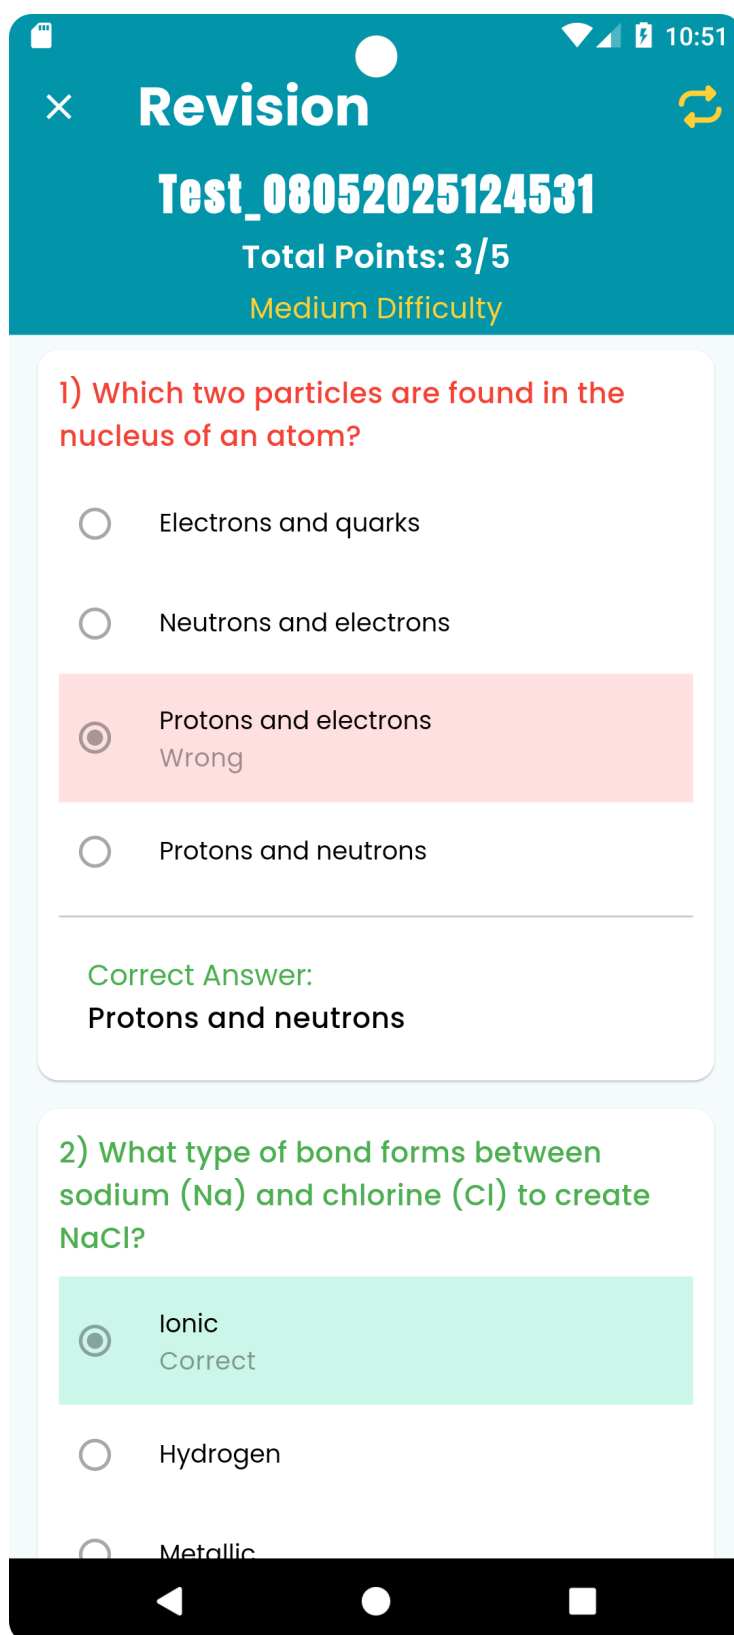 10:51
Revision
Test_08052025124531
Total Points: 3/5
Medium Difficulty
1) Which two particles are found in the
nucleus of an atom?
Electrons and quarks
Neutrons and electrons
Protons and electrons
Wrong
Protons and neutrons
Correct Answer:
Protons and neutrons
2) What type of bond forms between
sodium (Na) and chlorine (Cl) to create
NaCl?
Ionic
Correct
Hydrogen
Metallic